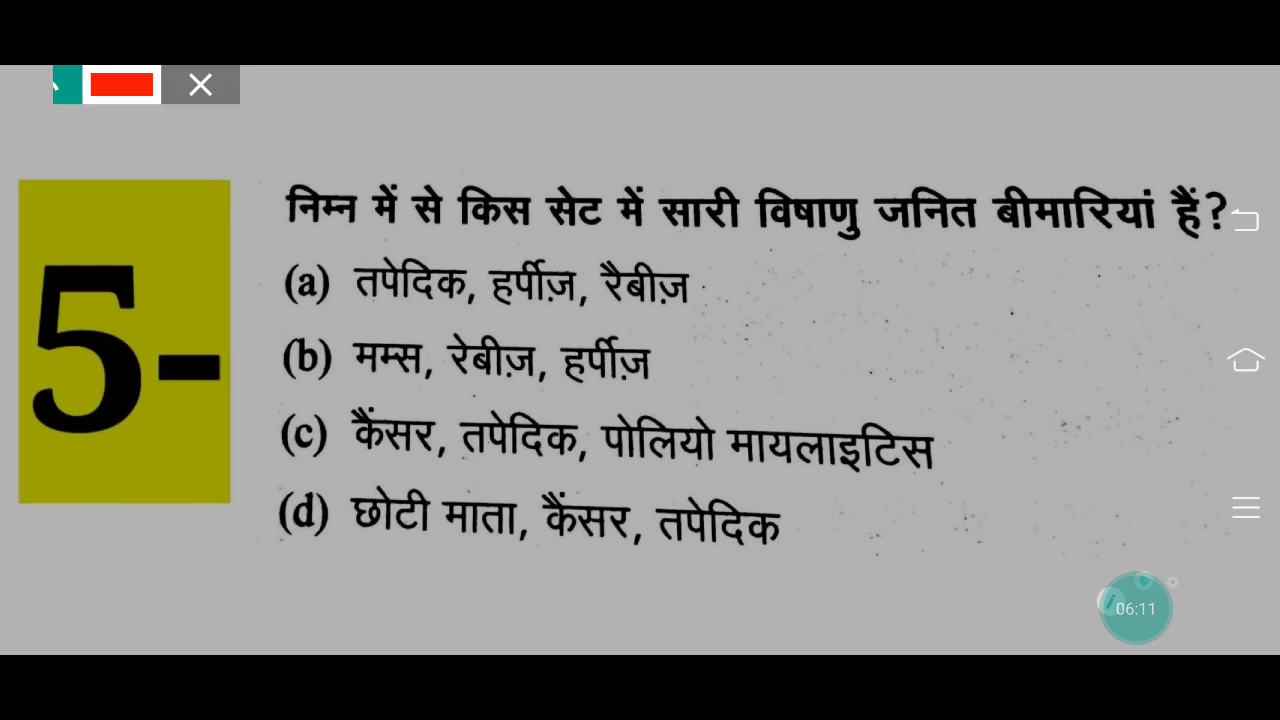 5-
निम्न में से किस सेट में सारी विषाणु जनित बीमारियां हैं?
(a) तपेदिक, हर्पीज़, रैबीज़
(b) मम्स, रेबीज़, हर्पीज़
(c) कैंसर, तपेदिक, पोलियो मायलाइटिस
(d) छोटी माता, कैंसर, तपेदिक
06:11